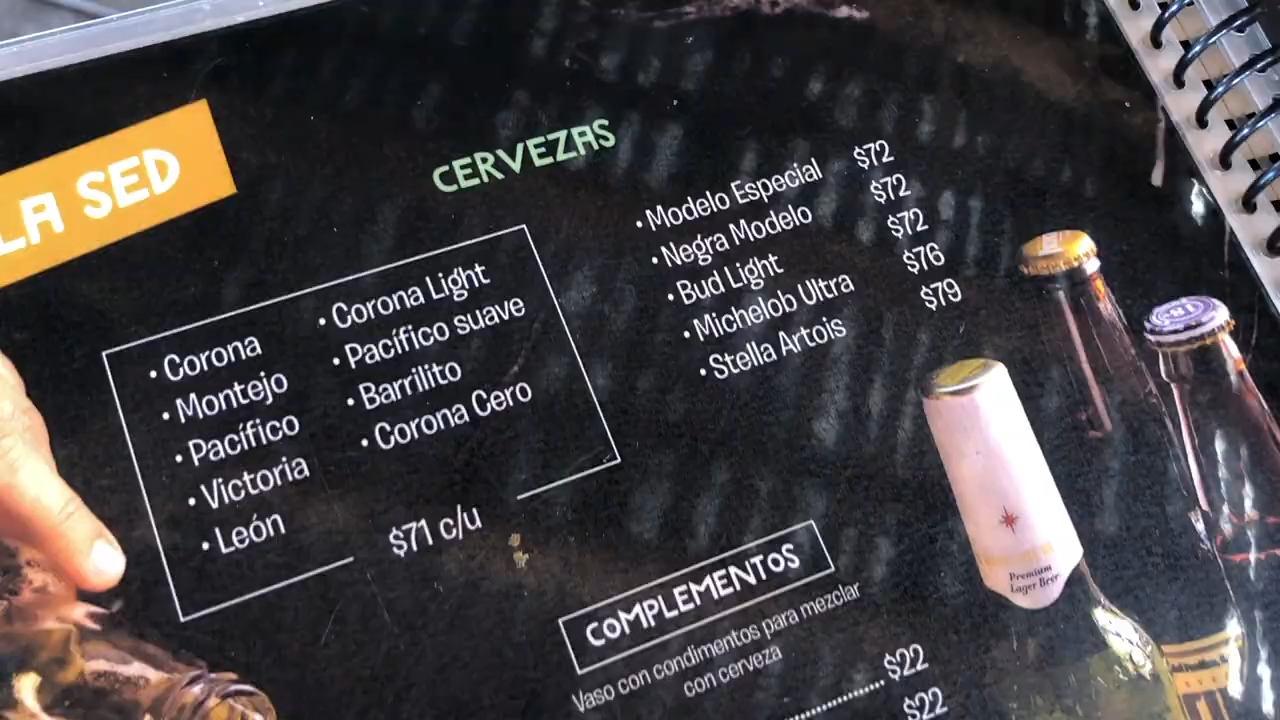 LA SED
CERVEZAS
• Corona
• Montejo
• Pacífico
• Victoria
• León
• Corona Light
• Pacífico suave
• Barrilito
• Corona Cero
$71 c/u
• Modelo Especial $72
• Negra Modelo $72
• Bud Light $72
• Michelob Ultra $76
• Stella Artois $79
COMPLEMENTOS
Vaso con condimentos para mezclar
con cerveza
$22
$22
Premium
Lager Beer